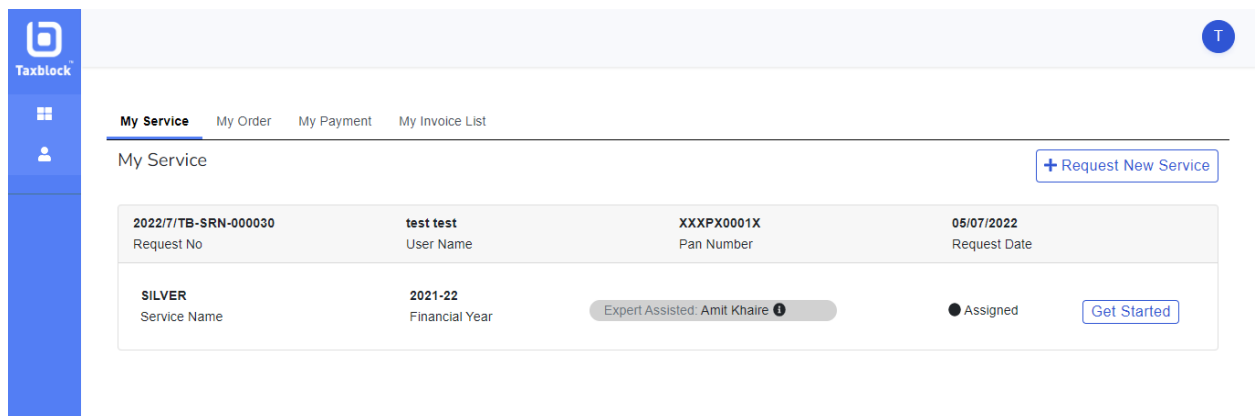 Taxblock™
T
My Service My Order My Payment My Invoice List
My Service
+ Request New Service
2022/7/TB-SRN-000030 test test XXXPX0001X 05/07/2022
Request No User Name Pan Number Request Date
SILVER 2021-22
Expert Assisted: Amit Khaire Assigned Get Started
Service Name Financial Year